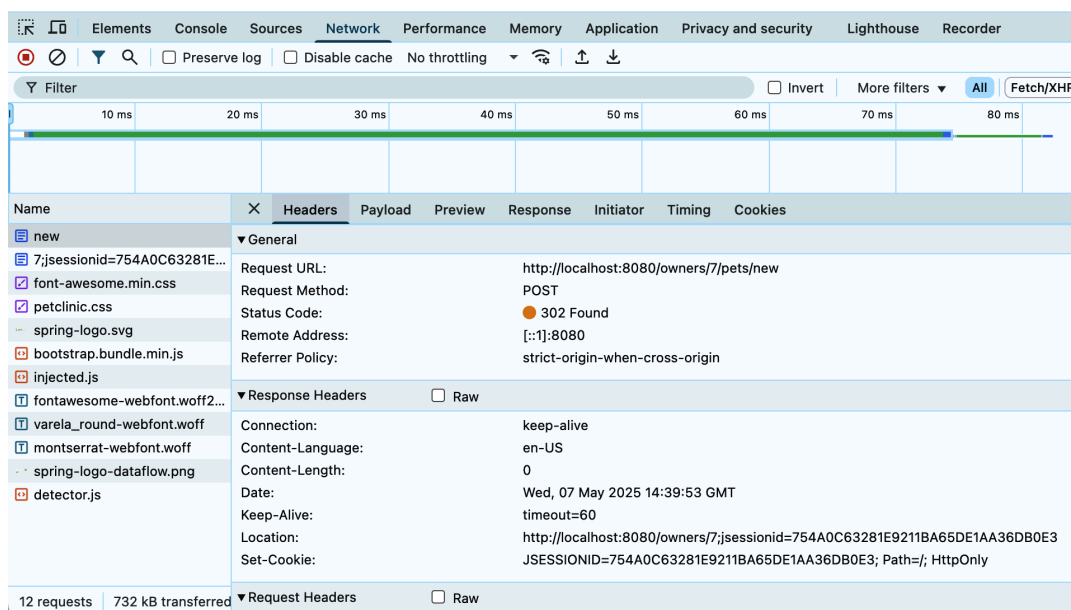 Elements Console Sources Network Performance Memory Application Privacy and security Lighthouse Recorder
Preserve log Disable cache No throttling
Filter Invert More filters All Fetch/XHR
10 ms 20 ms 30 ms 40 ms 50 ms 60 ms 70 ms 80 ms
Name
new
7;jsessionid=754A0C63281E...
font-awesome.min.css
petclinic.css
spring-logo.svg
bootstrap.bundle.min.js
injected.js
fontawesome-webfont.woff2...
varela_round-webfont.woff
montserrat-webfont.woff
spring-logo-dataflow.png
detector.js
12 requests 732 kB transferred
Headers Payload Preview Response Initiator Timing Cookies
General
Request URL: http://localhost:8080/owners/7/pets/new
Request Method: POST
Status Code: 302 Found
Remote Address: [::1]:8080
Referrer Policy: strict-origin-when-cross-origin
Response Headers Raw
Connection: keep-alive
Content-Language: en-US
Content-Length: 0
Date: Wed, 07 May 2025 14:39:53 GMT
Keep-Alive: timeout=60
Location: http://localhost:8080/owners/7;jsessionid=754A0C63281E9211BA65DE1AA36DB0E3
Set-Cookie: JSESSIONID=754A0C63281E9211BA65DE1AA36DB0E3; Path=/; HttpOnly
Request Headers Raw